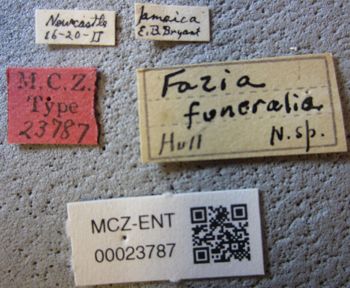 Newcastle
16-20-II
Jamaica
E.B.Bryant
M.C.Z.
Type
23787
Fazia
funeralia
Hull N.sp.
MCZ-ENT
00023787